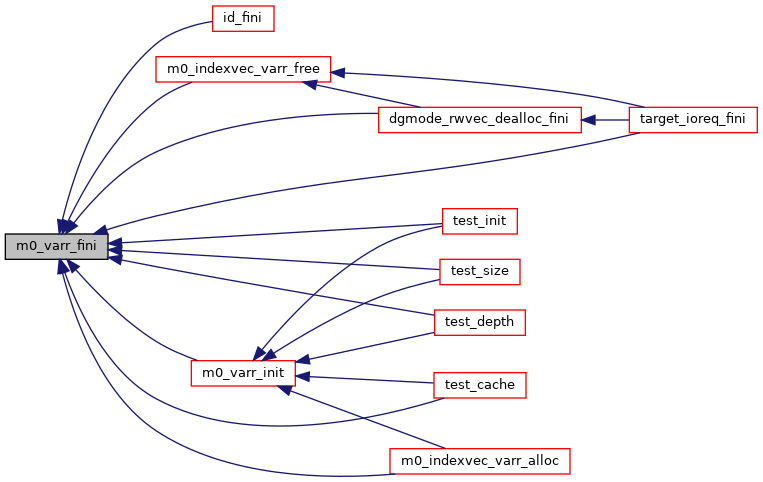 id_fini
m0_indexvec_varr_free
dgmode_rwvec_dealloc_fini
target_ioreq_fini
test_init
m0_varr_fini
test_size
test_depth
m0_varr_init
test_cache
m0_indexvec_varr_alloc